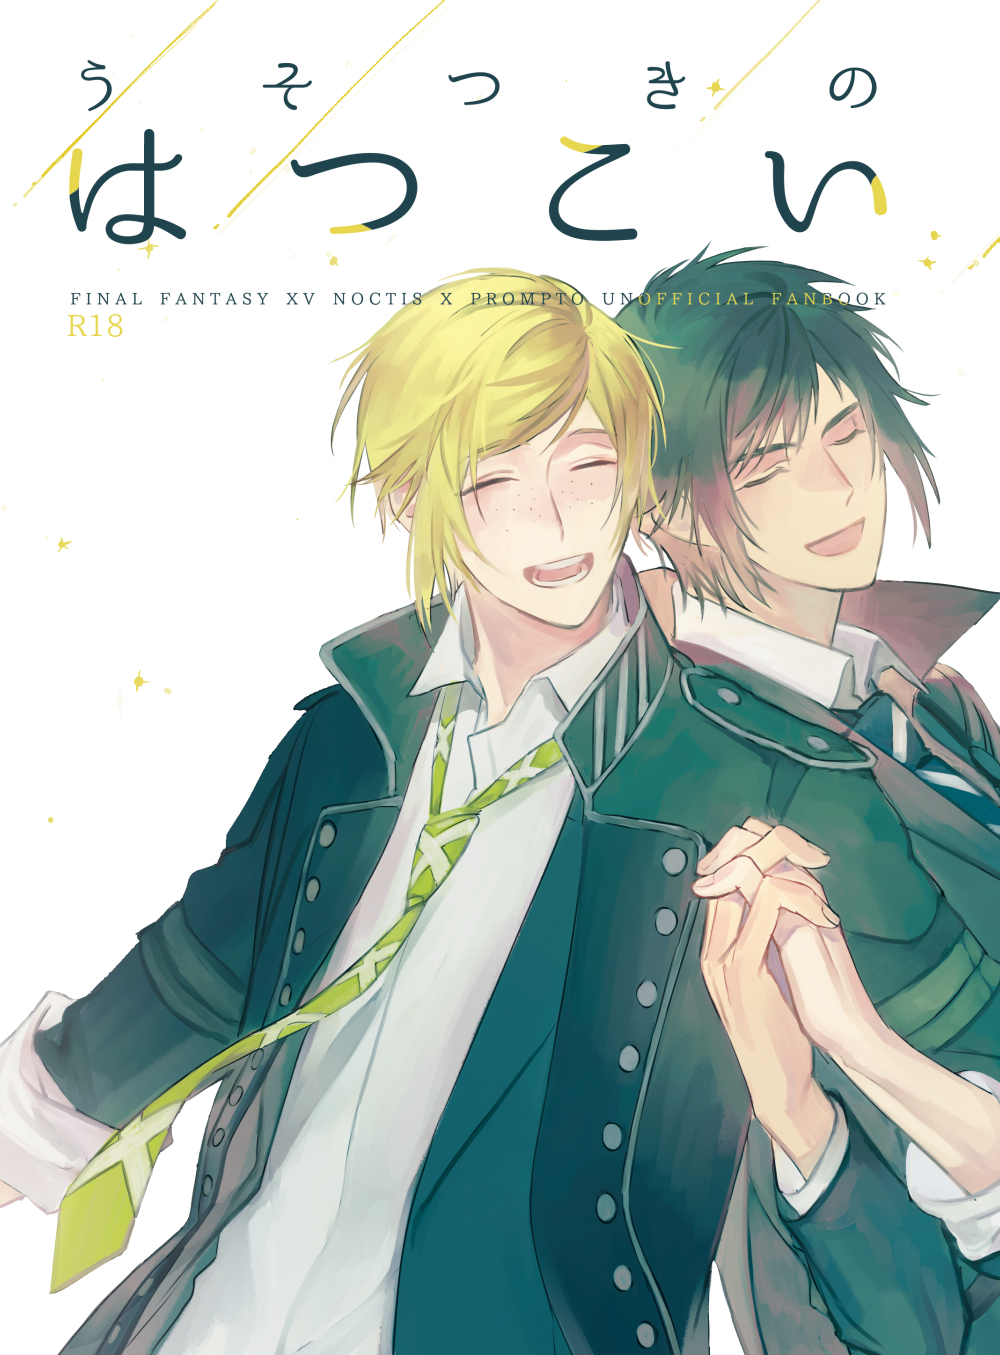 うそつきの
はつこい
FINAL FANTASY XV NOCTIS X PROMPTO UNOFFICIAL FANBOOK
R18